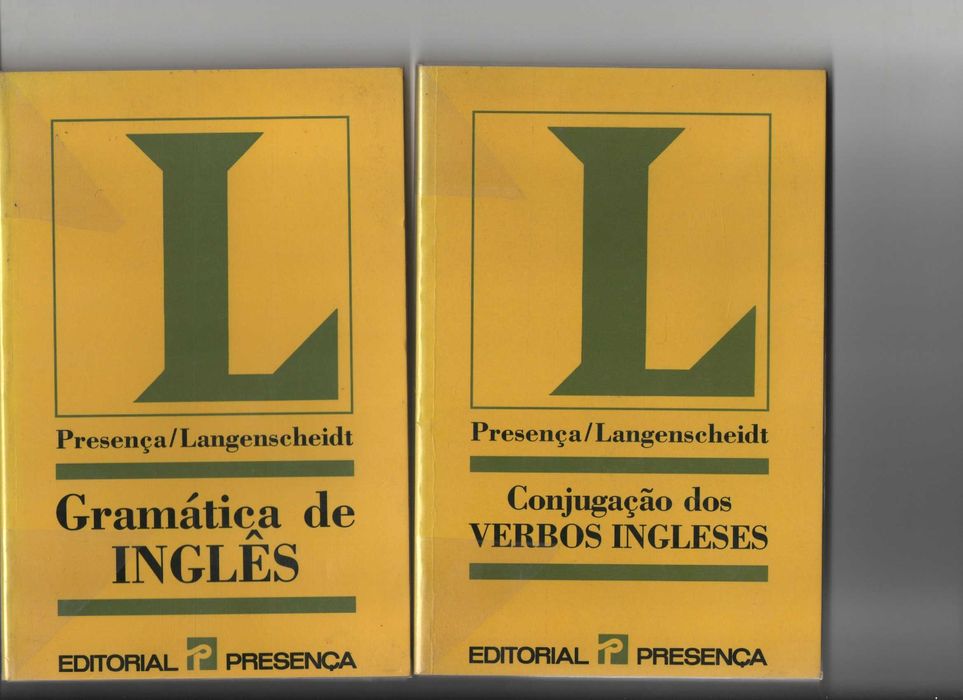 L
Presença/Langenscheidt
Gramática de
INGLÊS
EDITORIAL PRESENÇA
L
Presença/Langenscheidt
Conjugação dos
VERBOS INGLESES
EDITORIAL PRESENÇA